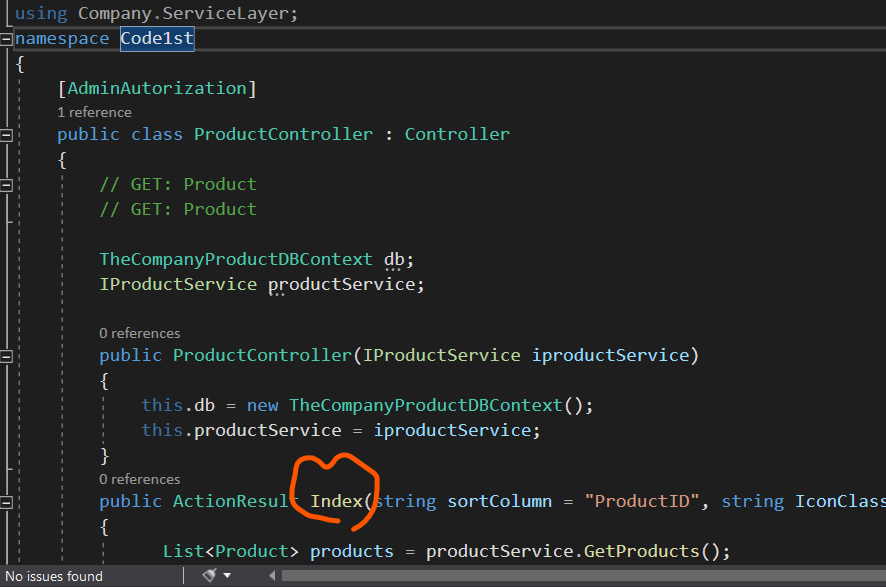 using Company.ServiceLayer;
namespace Code1st
{
[AdminAutorization]
1 reference
public class ProductController : Controller
{
// GET: Product
// GET: Product
TheCompanyProductDBContext db;
IProductService productService;
0 references
public ProductController(IProductService iproductService)
{
this.db = new TheCompanyProductDBContext();
this.productService = iproductService;
}
0 references
public ActionResult Index(string sortColumn = "ProductID", string IconClass
{
List<Product> products = productService.GetProducts();
No issues found